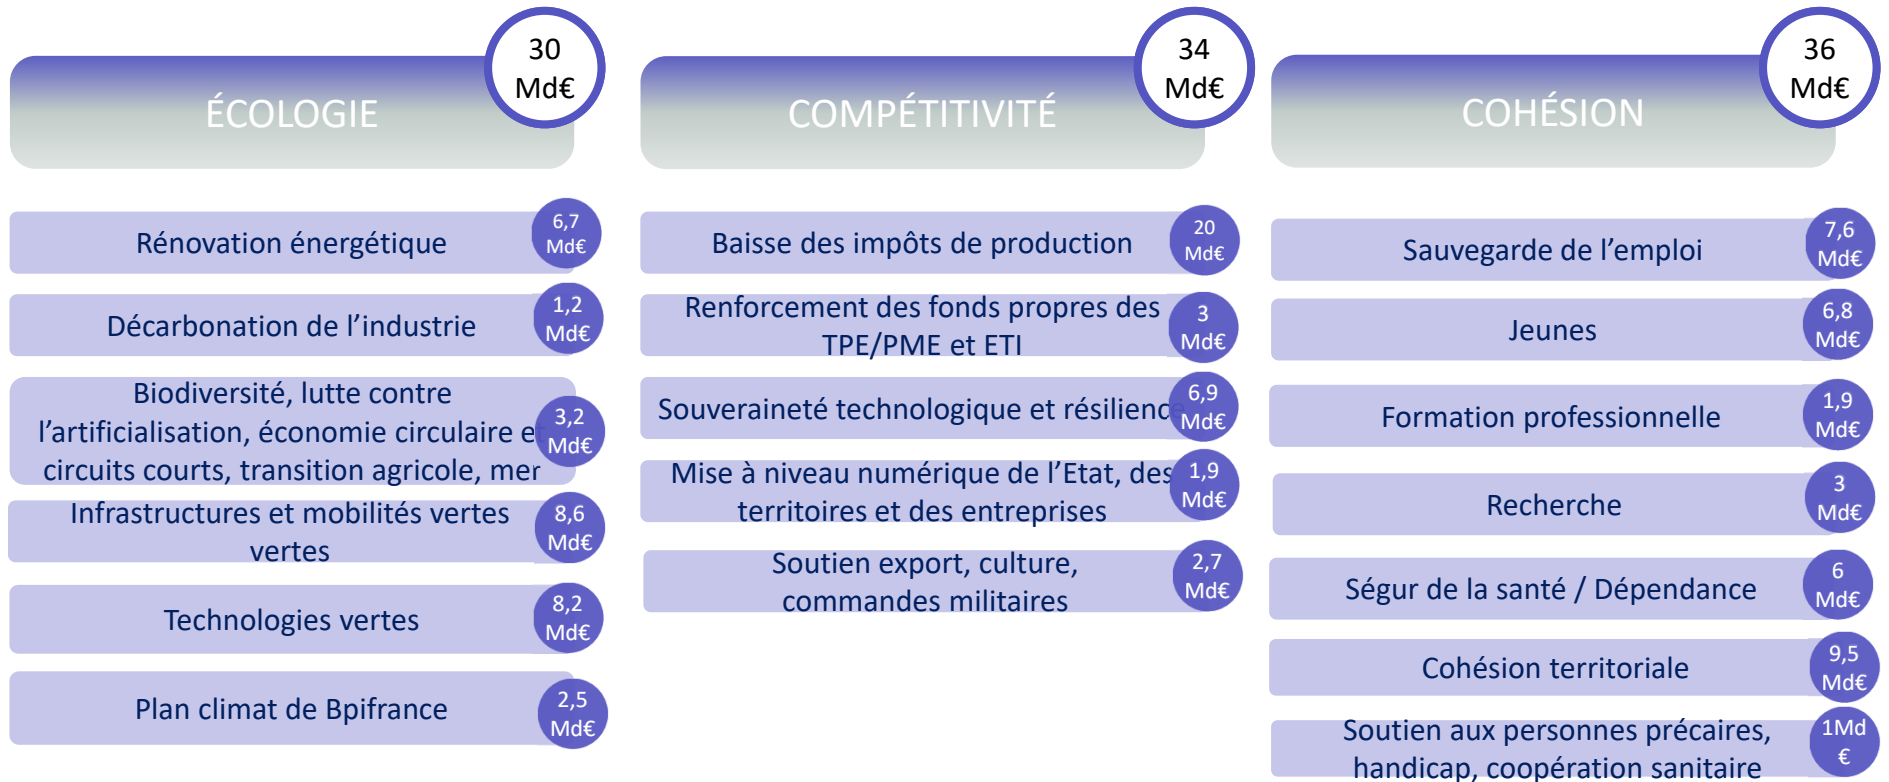 ÉCOLOGIE
30
Md€
Rénovation énergétique
6,7
Md€
Décarbonation de l’industrie
1,2
Md€
Biodiversité, lutte contre
l’artificialisation, économie circulaire et
circuits courts, transition agricole, mer
3,2
Md€
Infrastructures et mobilités vertes
vertes
8,6
Md€
Technologies vertes
8,2
Md€
Plan climat de Bpifrance
2,5
Md€
COMPÉTITIVITÉ
34
Md€
Baisse des impôts de production
20
Md€
Renforcement des fonds propres des
TPE/PME et ETI
3
Md€
Souveraineté technologique et résilience
6,9
Md€
Mise à niveau numérique de l’Etat, des
territoires et des entreprises
1,9
Md€
Soutien export, culture,
commandes militaires
2,7
Md€
COHÉSION
36
Md€
Sauvegarde de l’emploi
7,6
Md€
Jeunes
6,8
Md€
Formation professionnelle
1,9
Md€
Recherche
3
Md€
Ségur de la santé / Dépendance
6
Md€
Cohésion territoriale
9,5
Md€
Soutien aux personnes précaires,
handicap, coopération sanitaire
1Md
€